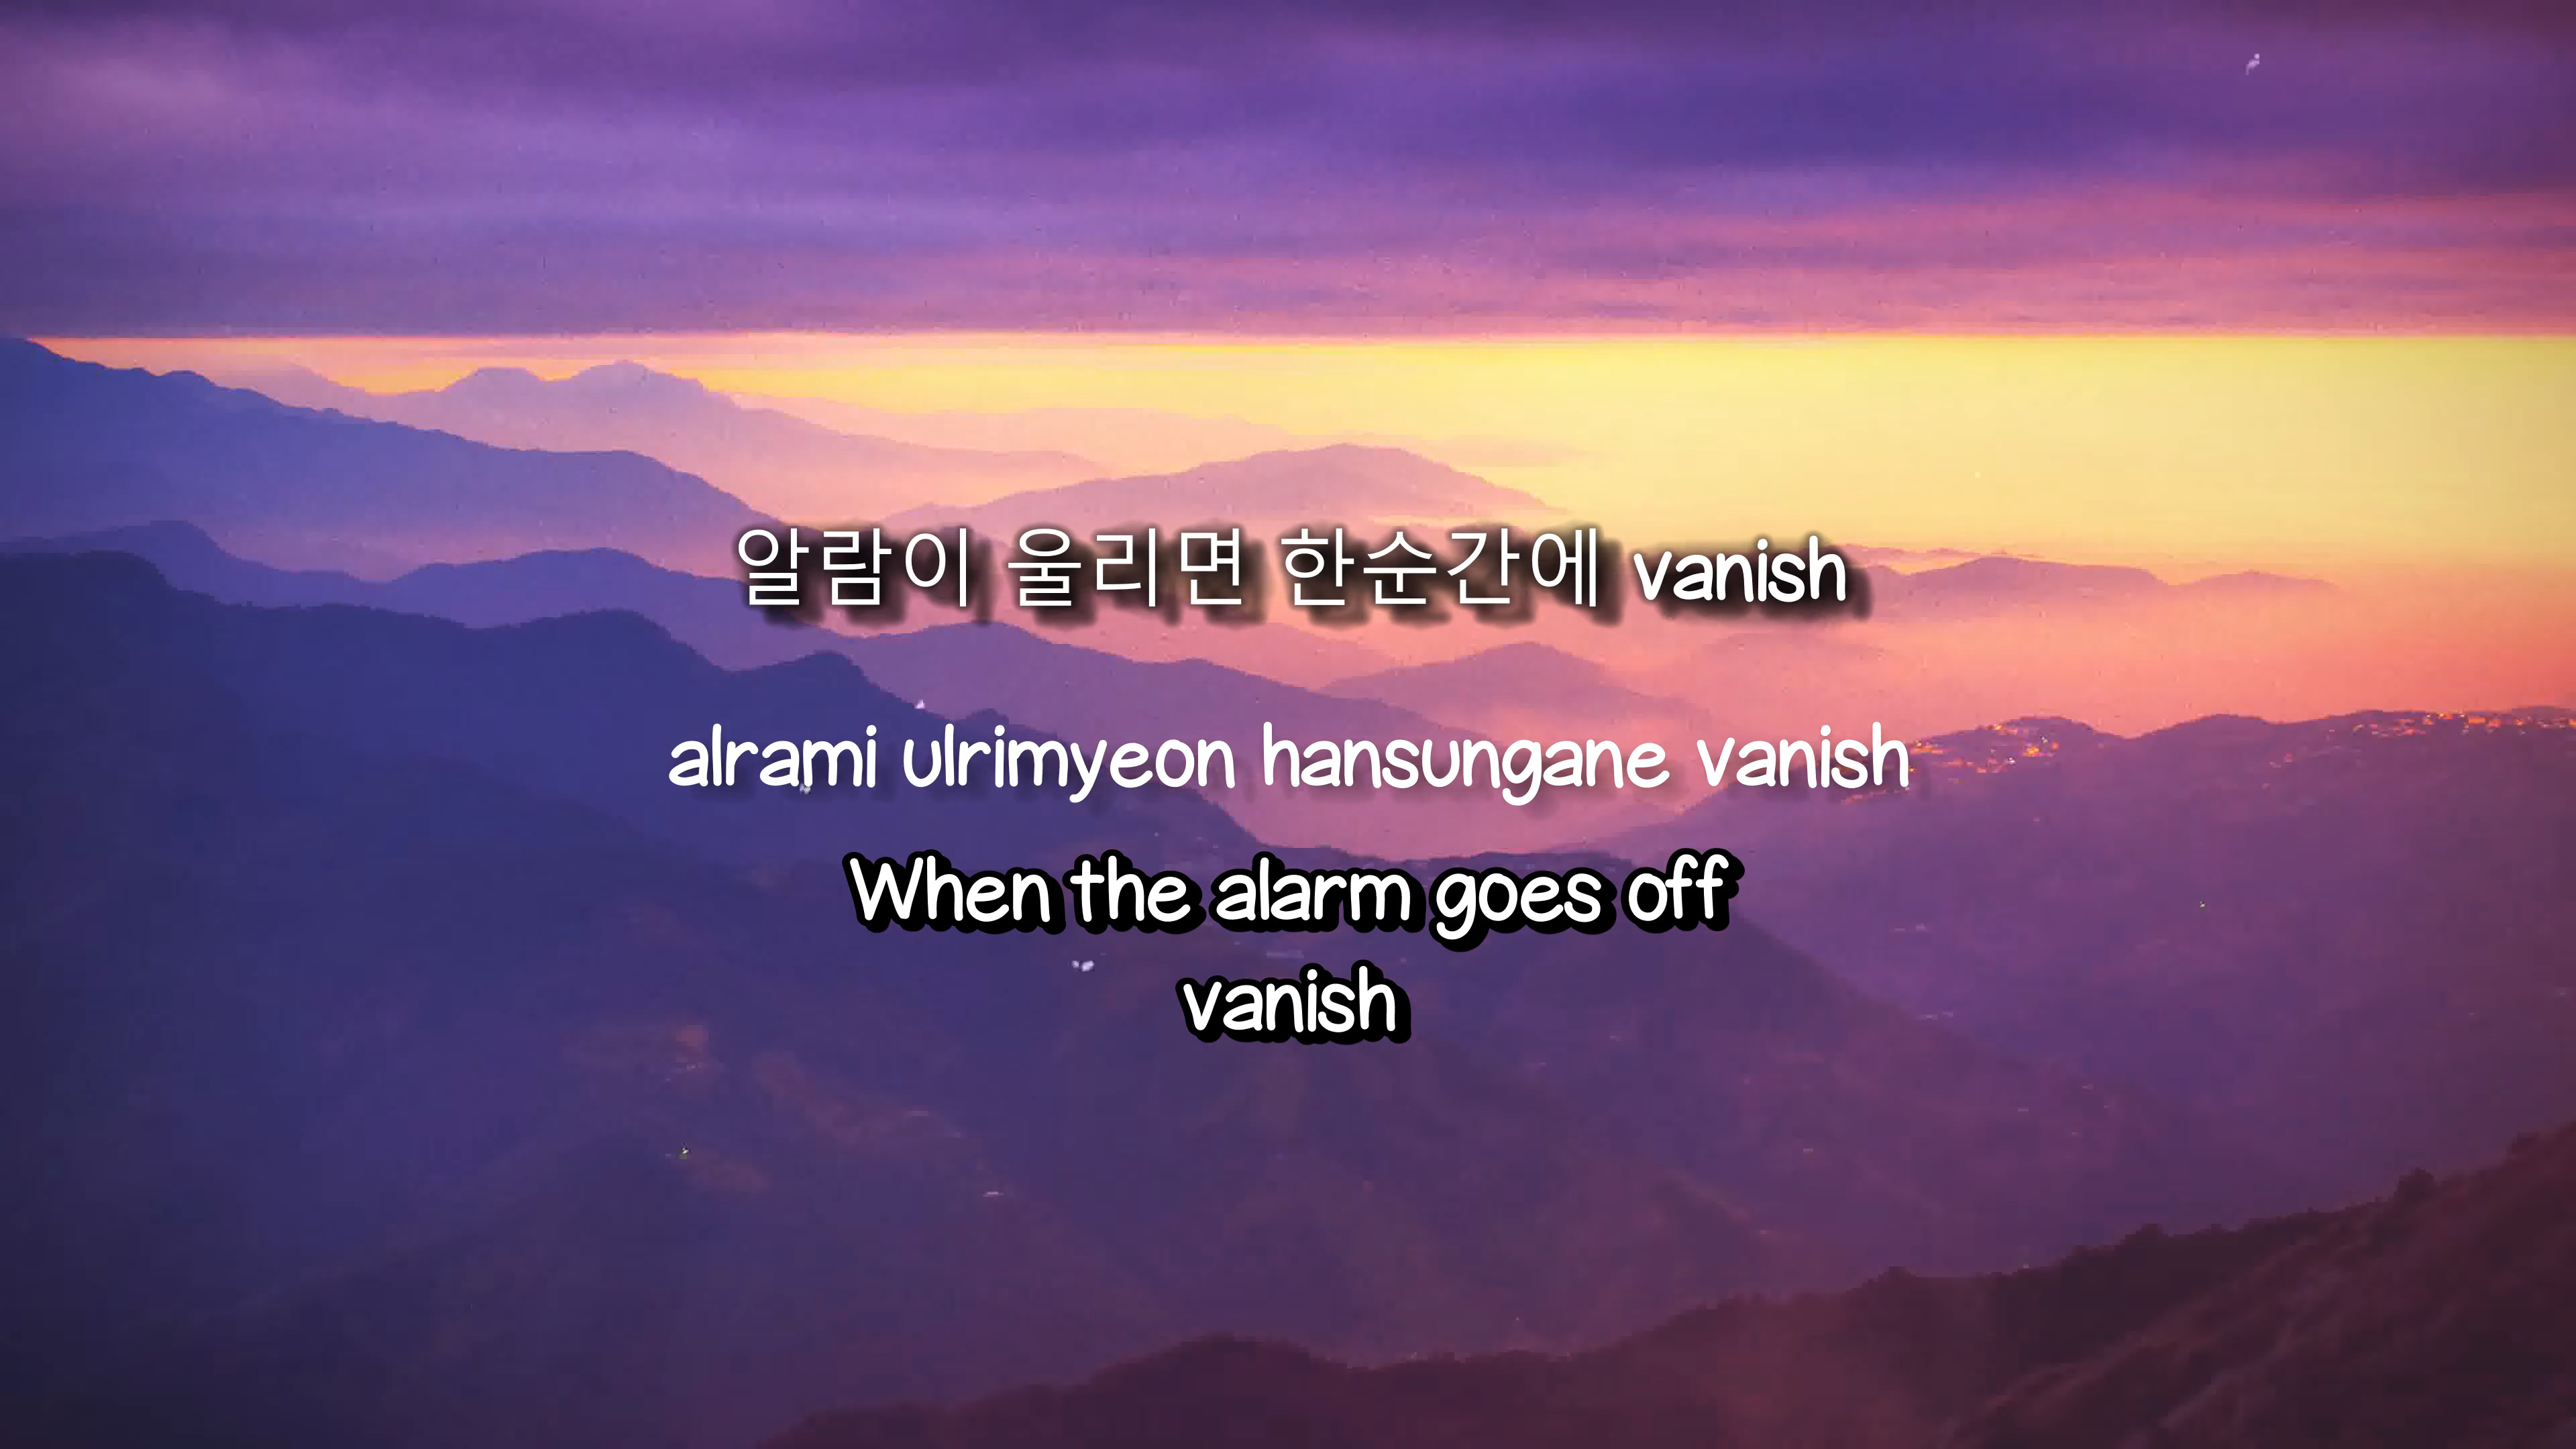 알람이 울리면 한순간에 vanish
alrami ulrimyeon hansungane vanish
When the alarm goes off
vanish